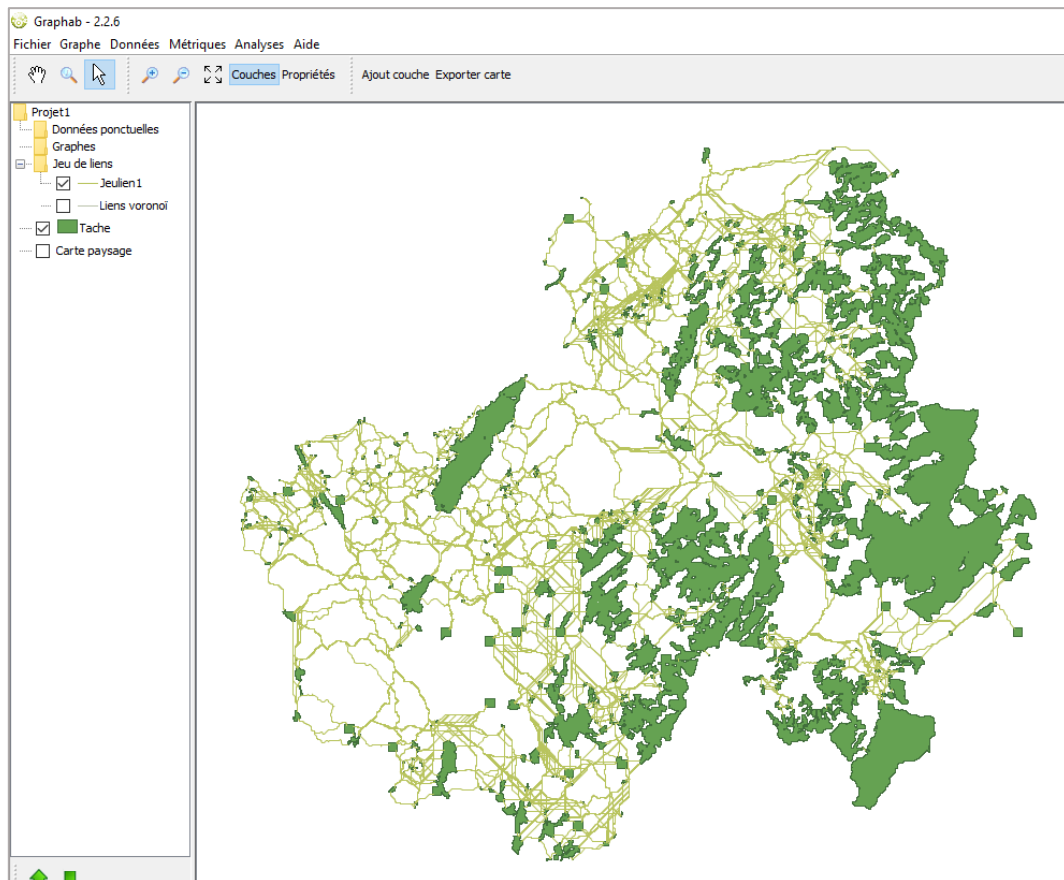 Graphab - 2.2.6
Fichier Graphe Données Métriques Analyses Aide
Couches Propriétés Ajout couche Exporter carte
Projet1
Données ponctuelles
Graphes
Jeu de liens
Jeulien1
Liens voronoï
Tache
Carte paysage